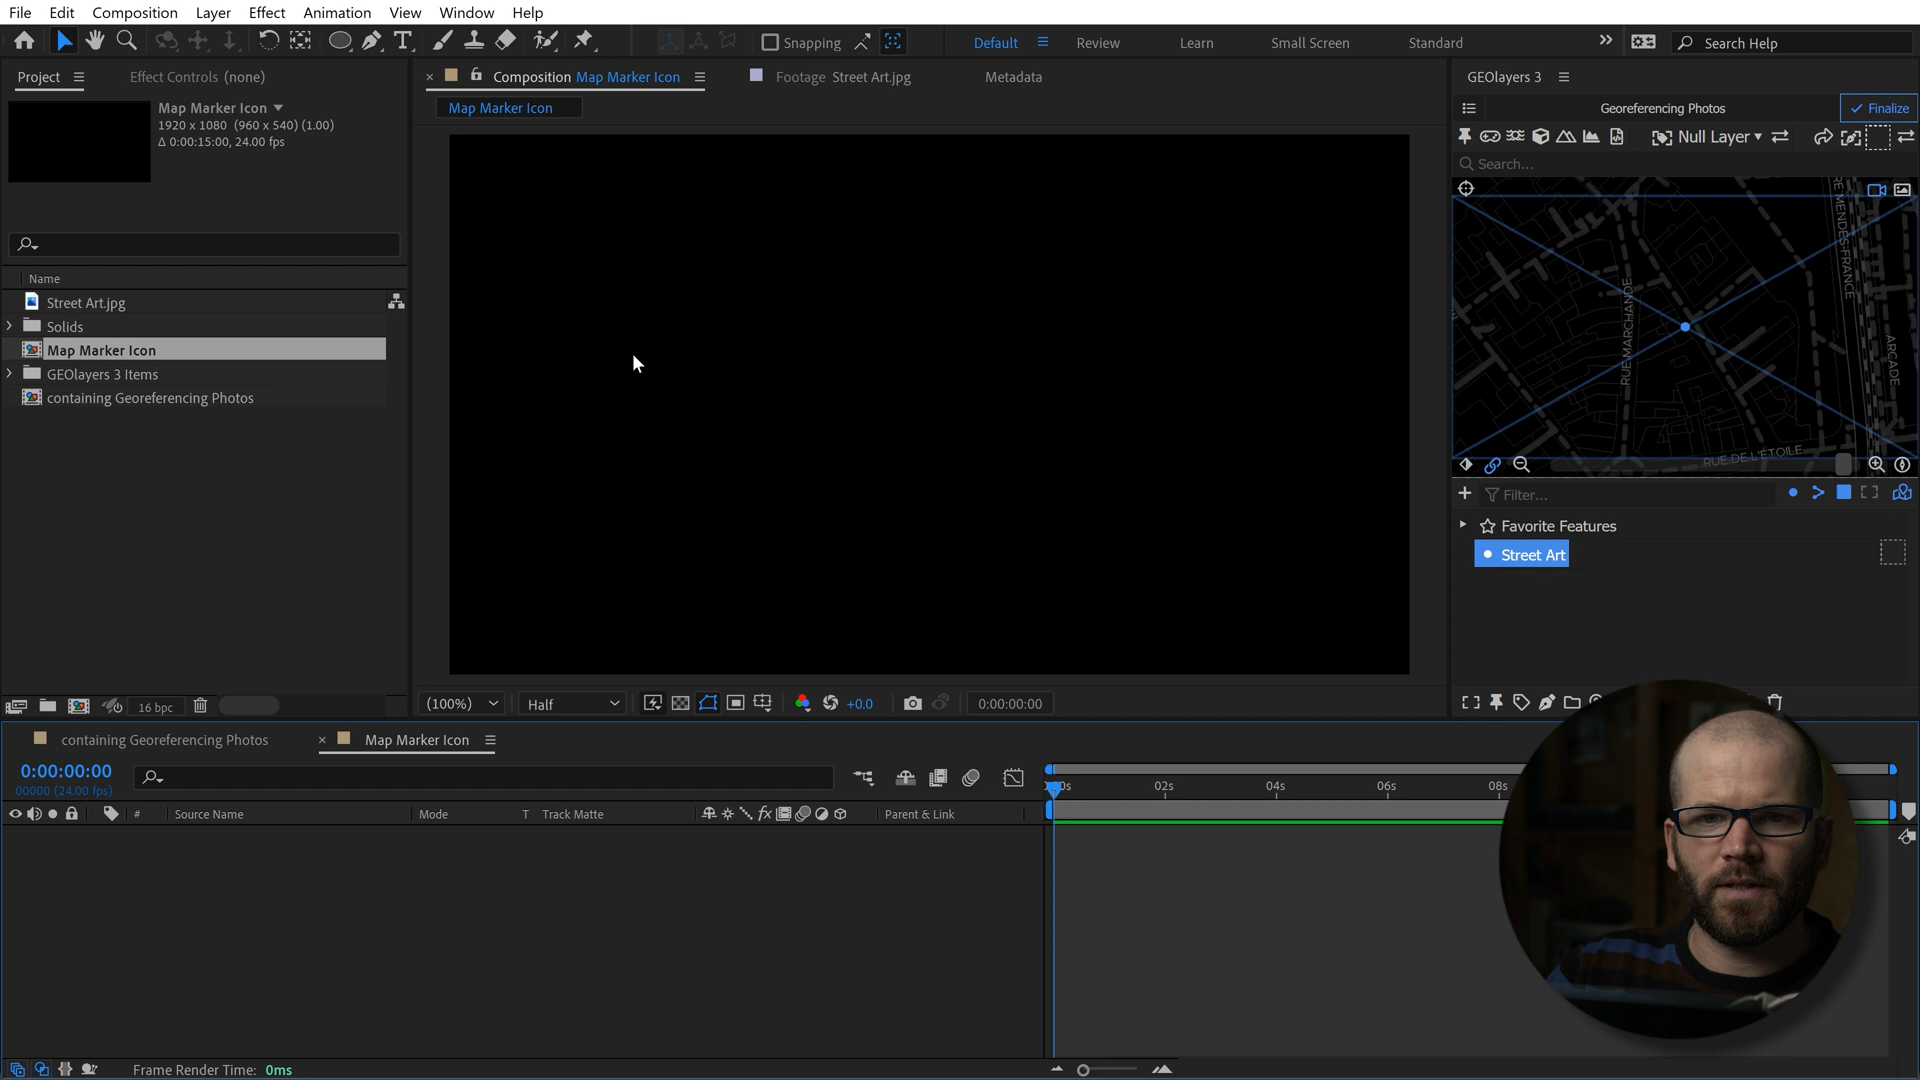 File Edit Composition Layer Effect Animation View Window Help
Snapping Default Review Learn Small Screen Standard Search Help
Project Effect Controls (none) Composition Map Marker Icon Footage Street Art.jpg Metadata GEOlayers 3
Map Marker Icon
1920 x 1080 (960 x 540) (1.00)
Δ 0:00:15:00, 24.00 fps
Map Marker Icon
Georeferencing Photos Finalize
Null Layer
Search...
Name
Street Art.jpg
Solids
Map Marker Icon
GEOlayers 3 Items
containing Georeferencing Photos
RUE MARCHANDE
RE MENDÈS-FRANCE
ARCADE
RUE DE L'ÉTOILE
Filter...
Favorite Features
Street Art
16 bpc
(100%) Half +0.0 0:00:00:00
containing Georeferencing Photos Map Marker Icon
0:00:00:00
00000 (24.00 fps)
02s 04s 06s 08s
# Source Name Mode T Track Matte fx Parent & Link
Frame Render Time: 0ms